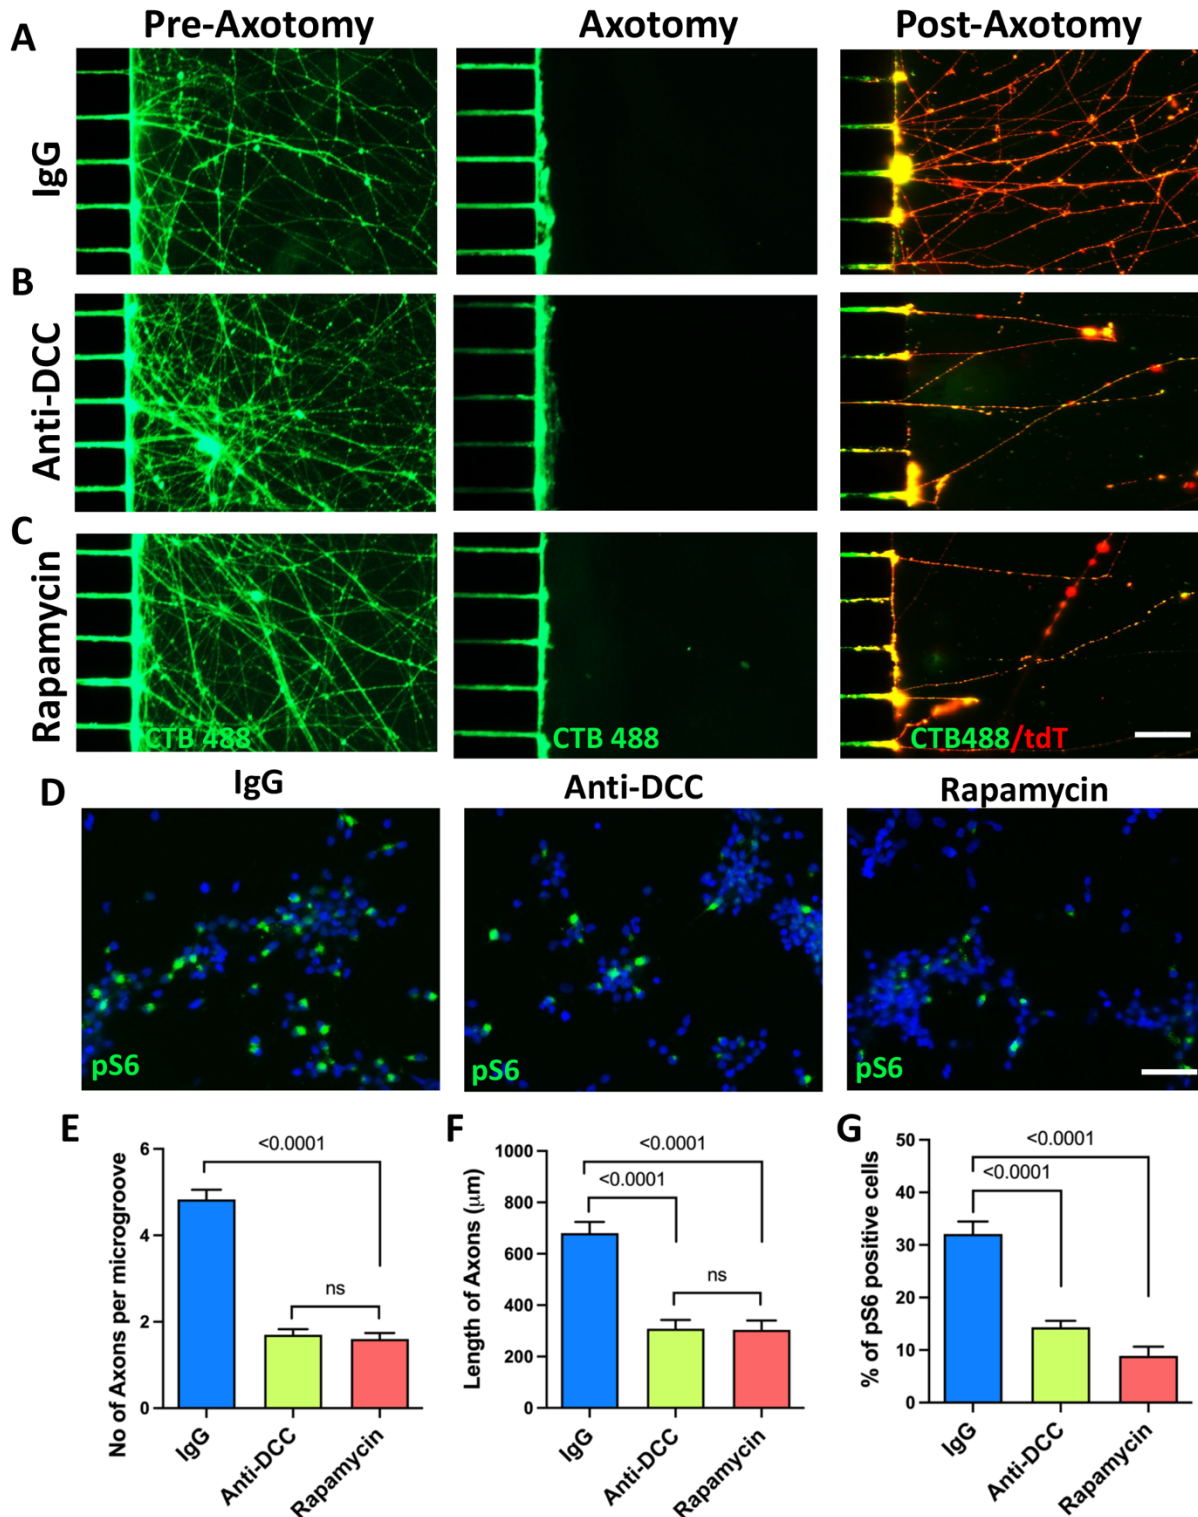 A
Pre-Axotomy
Axotomy
Post-Axotomy
IgG
B
Anti-DCC
C
Rapamycin
CTB 488
CTB 488
CTB488/tdT
D
IgG
Anti-DCC
Rapamycin
pS6
pS6
pS6
E
No of Axons per microgroove
6
4
2
0
<0.0001
ns
IgG
Anti-DCC
Rapamycin
F
Length of Axons (μm)
1000
800
600
400
200
0
<0.0001
<0.0001
ns
IgG
Anti-DCC
Rapamycin
G
% of pS6 positive cells
50
40
30
20
10
0
<0.0001
<0.0001
IgG
Anti-DCC
Rapamycin